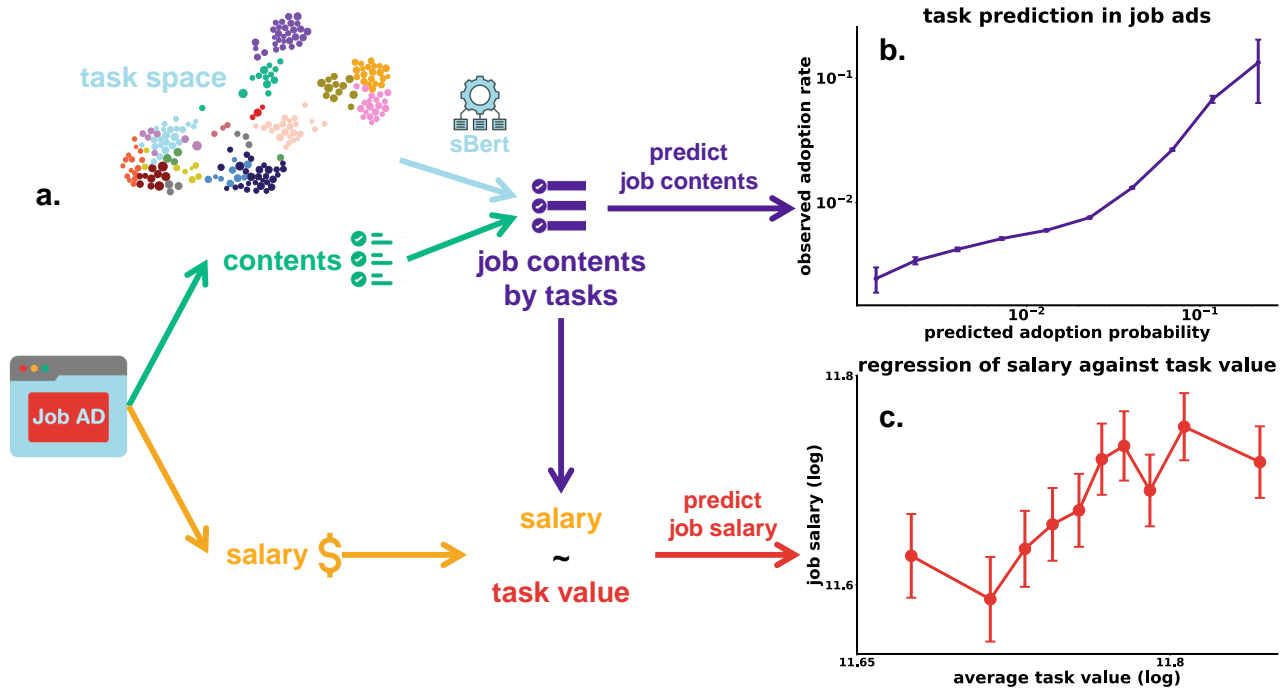 a.
task space
sBert
contents
job contents
by tasks
predict
job contents
Job AD
salary $
salary
~
task value
predict
job salary
task prediction in job ads
b.
observed adoption rate
10⁻¹
10⁻²
10⁻²
10⁻¹
predicted adoption probability
regression of salary against task value
c.
job salary (log)
11.8
11.6
11.65
11.8
average task value (log)